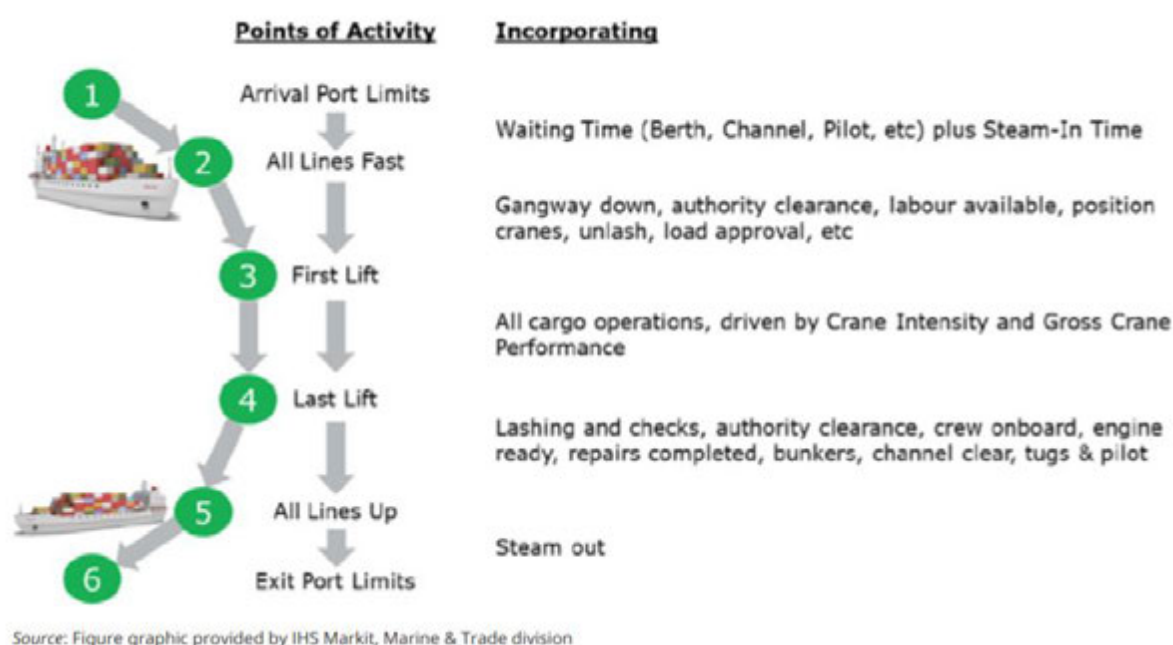 Points of Activity
Incorporating
1
Arrival Port Limits
Waiting Time (Berth, Channel, Pilot, etc) plus Steam-In Time
2
All Lines Fast
Gangway down, authority clearance, labour available, position
cranes, unlash, load approval, etc
3
First Lift
All cargo operations, driven by Crane Intensity and Gross Crane
Performance
4
Last Lift
Lashing and checks, authority clearance, crew onboard, engine
ready, repairs completed, bunkers, channel clear, tugs & pilot
5
All Lines Up
Steam out
6
Exit Port Limits
Source: Figure graphic provided by IHS Markit, Marine & Trade division